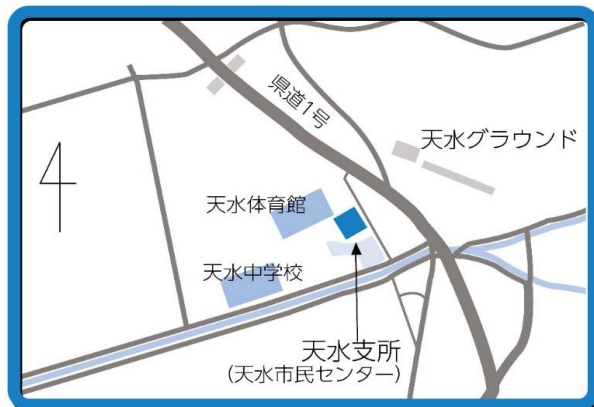 県道1号
天水グラウンド
天水体育館
天水中学校
天水支所
(天水市民センター)